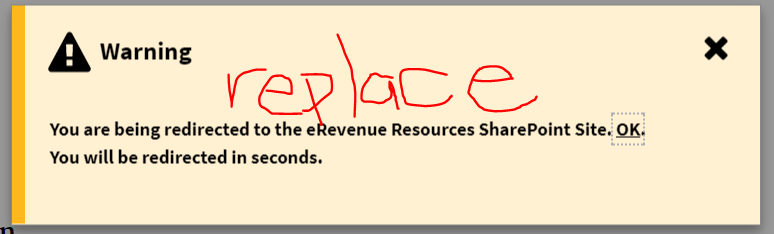 Warning
replace
You are being redirected to the eRevenue Resources SharePoint Site. OK.
You will be redirected in seconds.